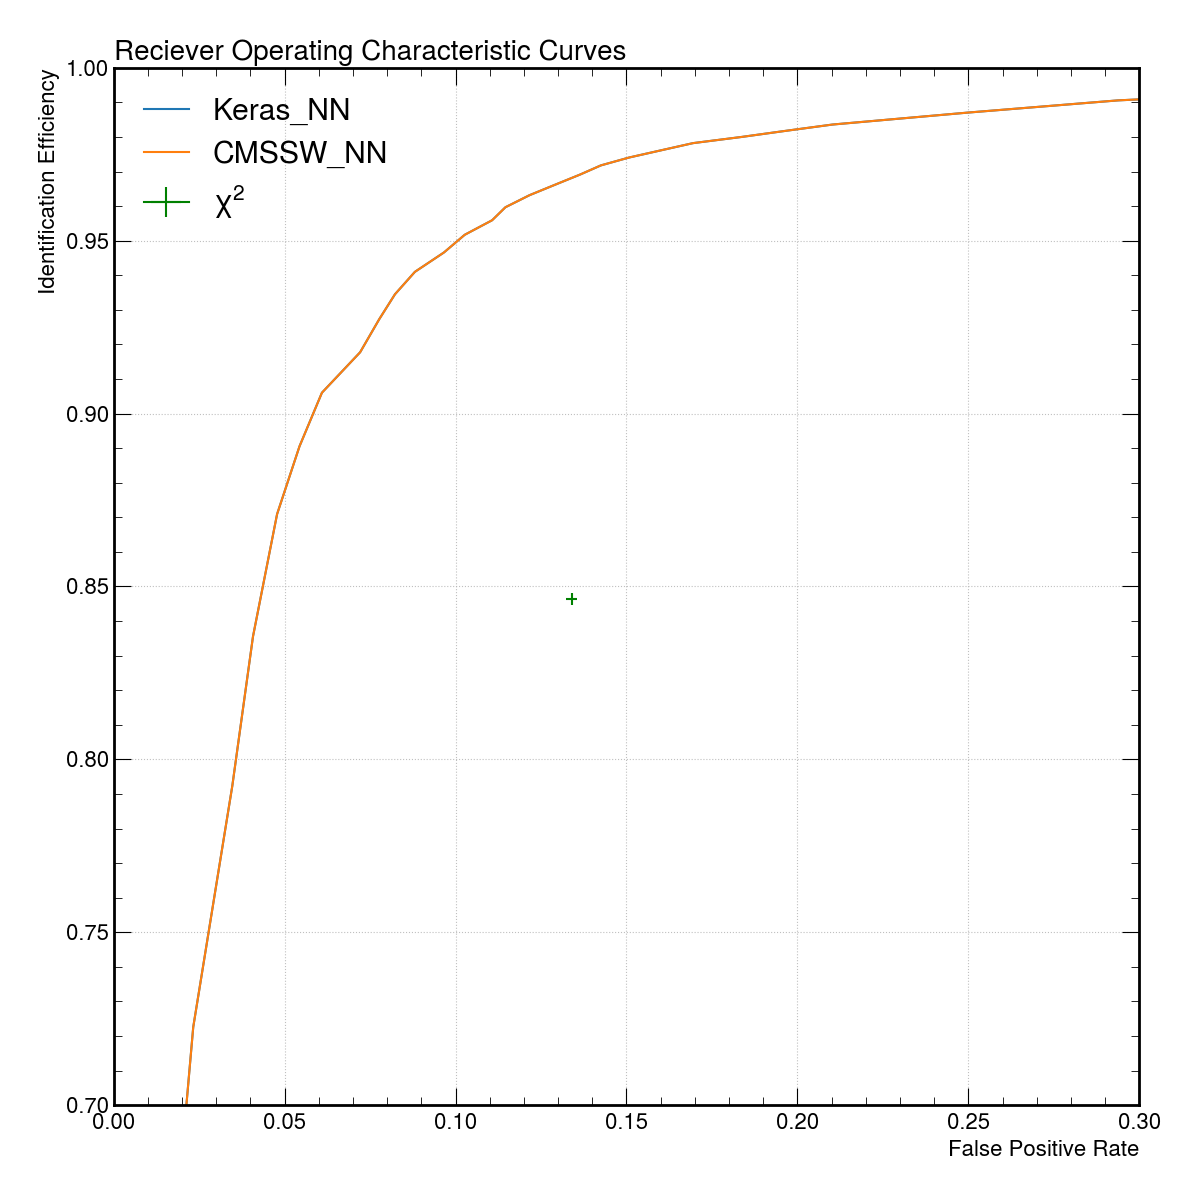 Reciever Operating Characteristic Curves
Identification Efficiency
1.00
0.95
0.90
0.85
0.80
0.75
0.70
Keras_NN
CMSSW_NN
χ²
0.00 0.05 0.10 0.15 0.20 0.25 0.30
False Positive Rate